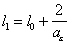 l₁ = l₀ + 2/aₑ